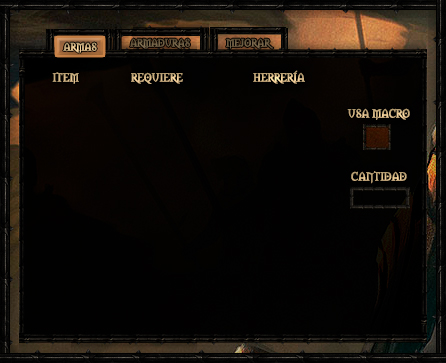 ARMAS ARMADURAS MEJORAR
ITEM REQUIERE HERRERÍA
USA MACRO
CANTIDAD